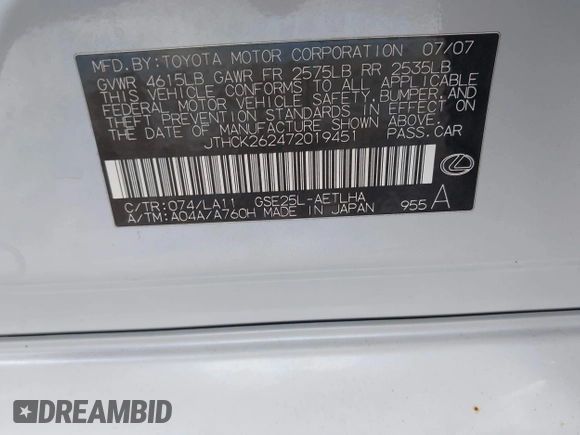 MFD.BY:TOYOTA MOTOR CORPORATION 07/07
GVWR 4615LB GAWR FR 2575LB RR 2535LB
THIS VEHICLE CONFORMS TO ALL APPLICABLE
FEDERAL MOTOR VEHICLE SAFETY,BUMPER,AND
THEFT PREVENTION STANDARDS IN EFFECT ON
THE DATE OF MANUFACTURE SHOWN ABOVE.
JTHCK262472019451 PASS.CAR
C/TR:074/LA11 GSE25L-AETLHA
A/TM:A04A/A760H MADE IN JAPAN 955 A
DREAMBID